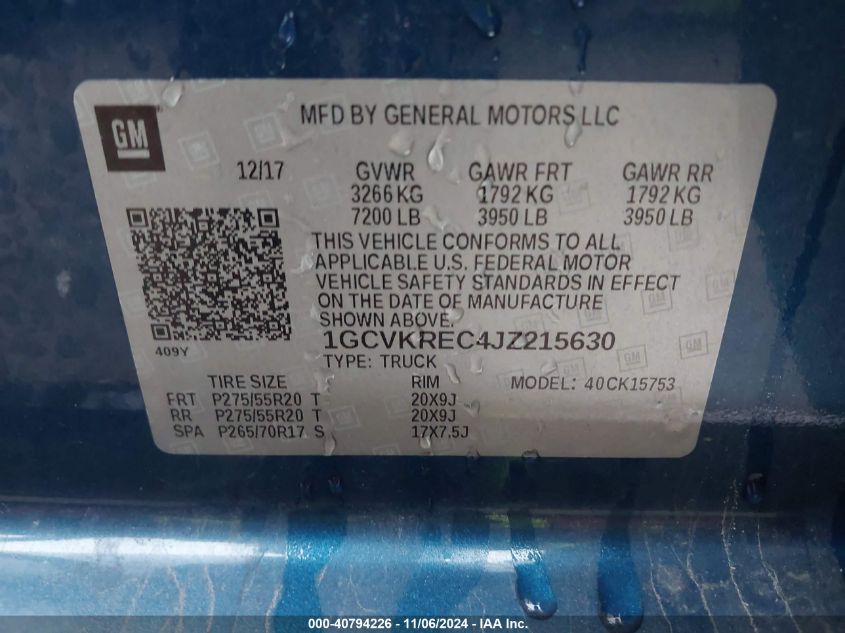 GM
MFD BY GENERAL MOTORS LLC
12/17 GVWR GAWR FRT GAWR RR
3266 KG 1792 KG 1792 KG
7200 LB 3950 LB 3950 LB
THIS VEHICLE CONFORMS TO ALL
APPLICABLE U.S. FEDERAL MOTOR
VEHICLE SAFETY STANDARDS IN EFFECT
ON THE DATE OF MANUFACTURE
SHOWN ABOVE.
409Y
1GCVKREC4JZ215630
TYPE: TRUCK
TIRE SIZE RIM MODEL: 40CK15753
FRT P275/55R20 T 20X9J
RR P275/55R20 T 20X9J
SPA P265/70R17 S 17X7.5J
000-40794226 - 11/06/2024 - IAA Inc.